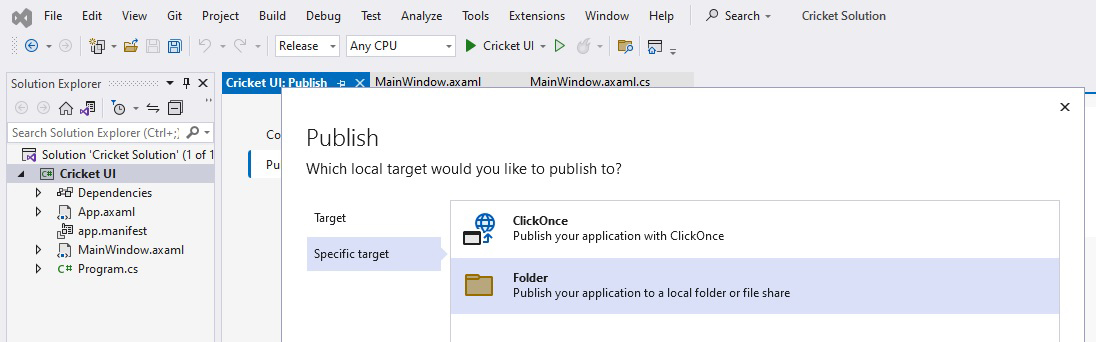 File Edit View Git Project Build Debug Test Analyze Tools Extensions Window Help Search Cricket Solution
Release Any CPU Cricket UI
Solution Explorer
Cricket UI: Publish MainWindow.axaml MainWindow.axaml.cs
Search Solution Explorer (Ctrl+;)
Solution 'Cricket Solution' (1 of 1
Cricket UI
Dependencies
App.axaml
app.manifest
MainWindow.axaml
C# Program.cs
Co
Pu
Publish
Which local target would you like to publish to?
Target
Specific target
ClickOnce
Publish your application with ClickOnce
Folder
Publish your application to a local folder or file share